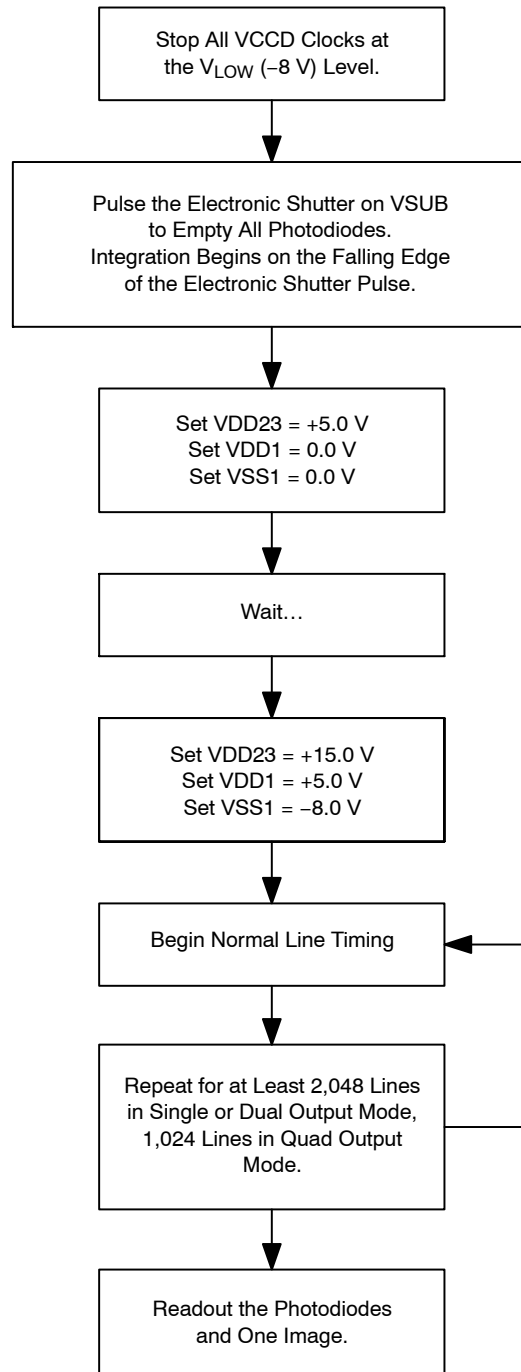 Stop All VCCD Clocks at
the VLOW (−8 V) Level.
Pulse the Electronic Shutter on VSUB
to Empty All Photodiodes.
Integration Begins on the Falling Edge
of the Electronic Shutter Pulse.
Set VDD23 = +5.0 V
Set VDD1 = 0.0 V
Set VSS1 = 0.0 V
Wait…
Set VDD23 = +15.0 V
Set VDD1 = +5.0 V
Set VSS1 = −8.0 V
Begin Normal Line Timing
Repeat for at Least 2,048 Lines
in Single or Dual Output Mode,
1,024 Lines in Quad Output
Mode.
Readout the Photodiodes
and One Image.